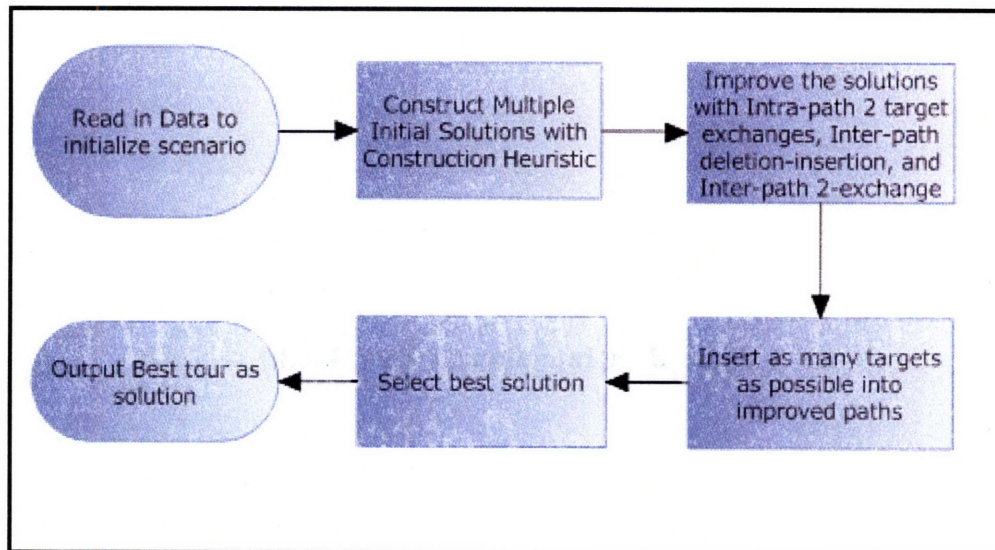 Read in Data to
initialize scenario
Construct Multiple
Initial Solutions with
Construction Heuristic
Improve the solutions
with Intra-path 2 target
exchanges, Inter-path
deletion-insertion, and
Inter-path 2-exchange
Insert as many targets
as possible into
improved paths
Select best solution
Output Best tour as
solution